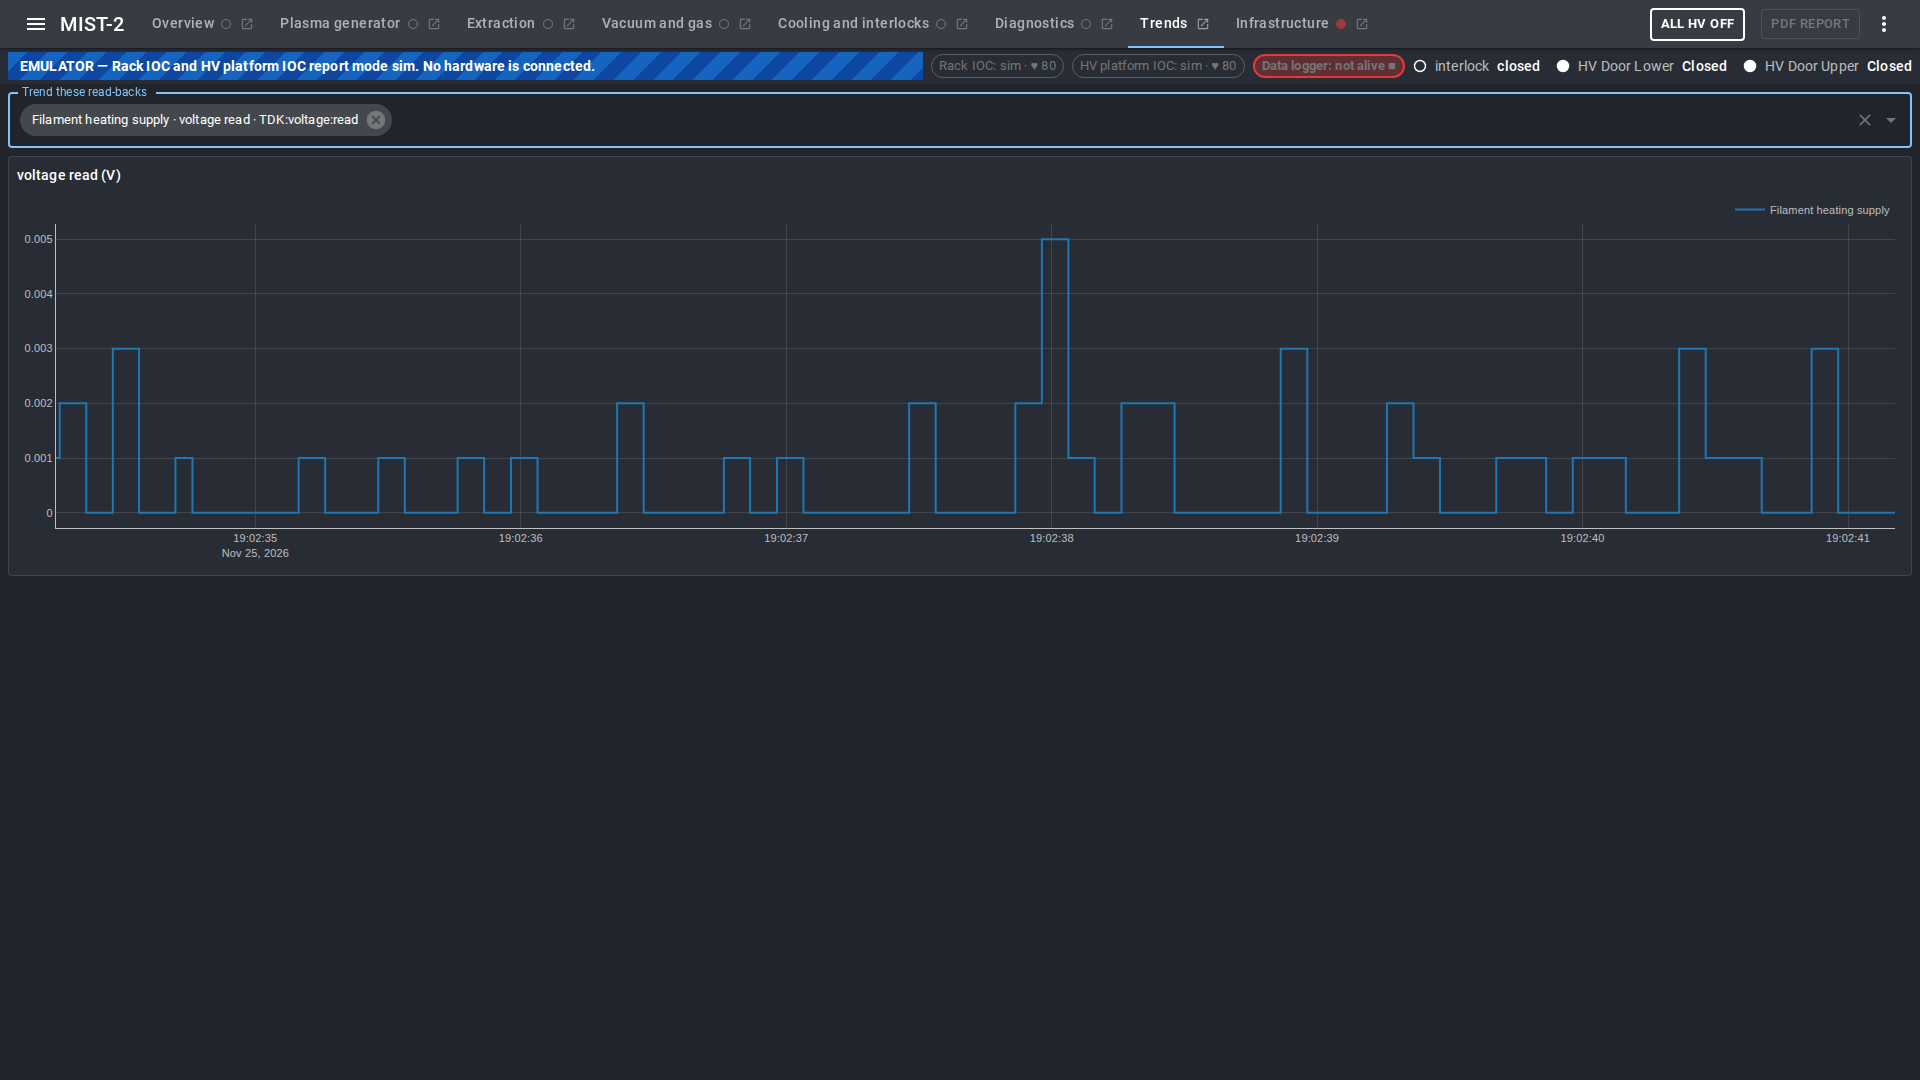 MIST-2
Overview
Plasma generator
Extraction
Vacuum and gas
Cooling and interlocks
Diagnostics
Trends
Infrastructure
ALL HV OFF
PDF REPORT
EMULATOR — Rack IOC and HV platform IOC report mode sim. No hardware is connected.
Rack IOC: sim · ♥ 80
HV platform IOC: sim · ♥ 80
Data logger: not alive ■
interlock closed
HV Door Lower Closed
HV Door Upper Closed
Trend these read-backs
Filament heating supply · voltage read · TDK:voltage:read
voltage read (V)
Filament heating supply
0.005
0.004
0.003
0.002
0.001
0
19:02:35 19:02:36 19:02:37 19:02:38 19:02:39 19:02:40 19:02:41
Nov 25, 2026